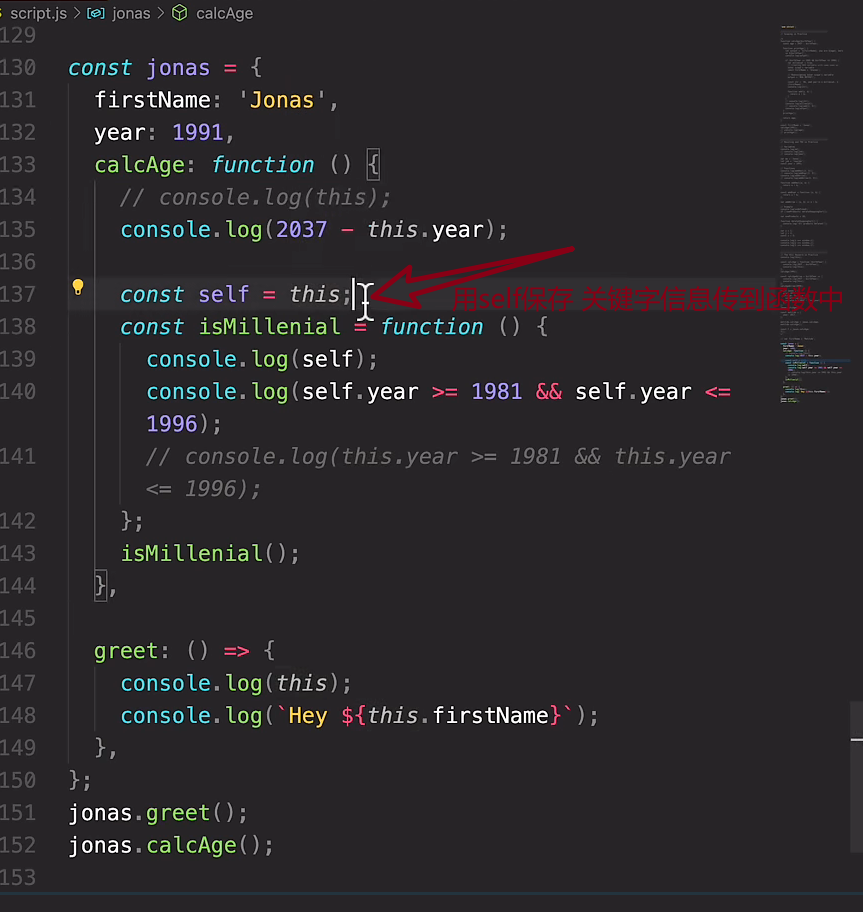 script.js > jonas > calcAge
129
130 const jonas = {
131 firstName: 'Jonas',
132 year: 1991,
133 calcAge: function () {
134 // console.log(this);
135 console.log(2037 - this.year);
136
137 const self = this; 用self保存 关键字信息传到函数中
138 const isMillenial = function () {
139 console.log(self);
140 console.log(self.year >= 1981 && self.year <=
1996);
141 // console.log(this.year >= 1981 && this.year
<= 1996);
142 };
143 isMillenial();
144 },
145
146 greet: () => {
147 console.log(this);
148 console.log(`Hey ${this.firstName}`);
149 },
150 };
151 jonas.greet();
152 jonas.calcAge();
153